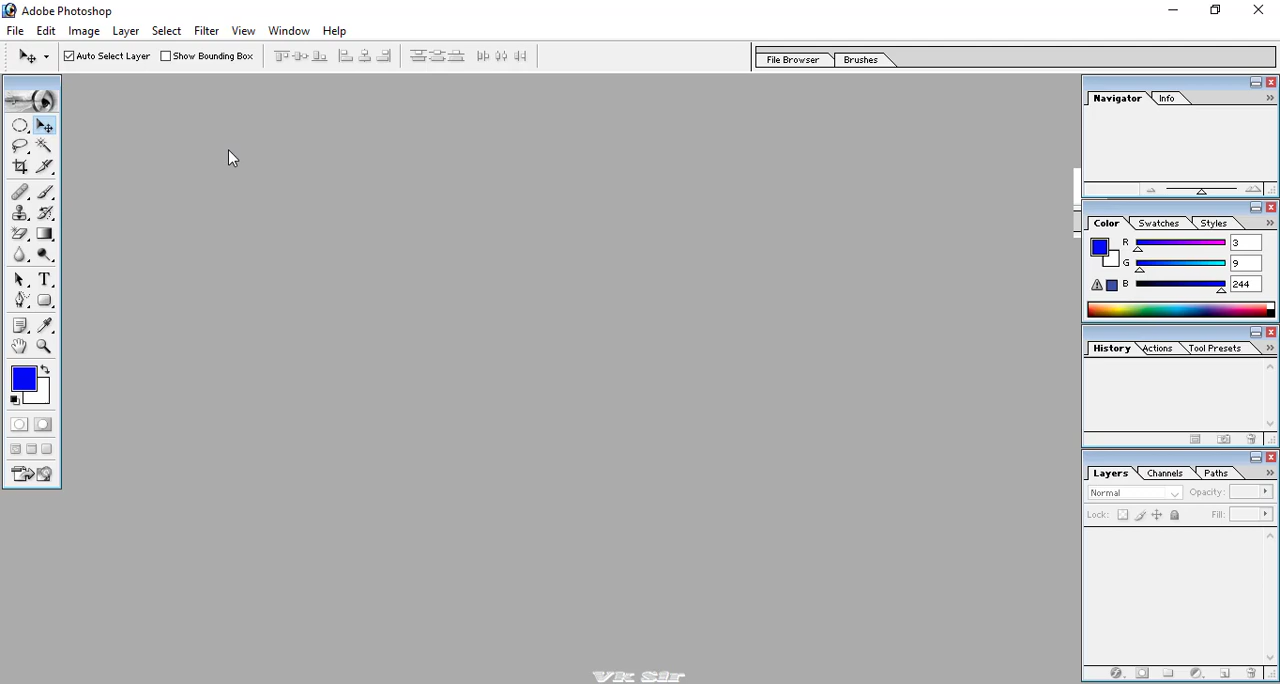 Adobe Photoshop
File Edit Image Layer Select Filter View Window Help
Auto Select Layer Show Bounding Box File Browser Brushes
Navigator Info
Color Swatches Styles
R 3
G 9
B 244
History Actions Tool Presets
Layers Channels Paths
Normal Opacity:
Lock: Fill:
T
Vk Sir